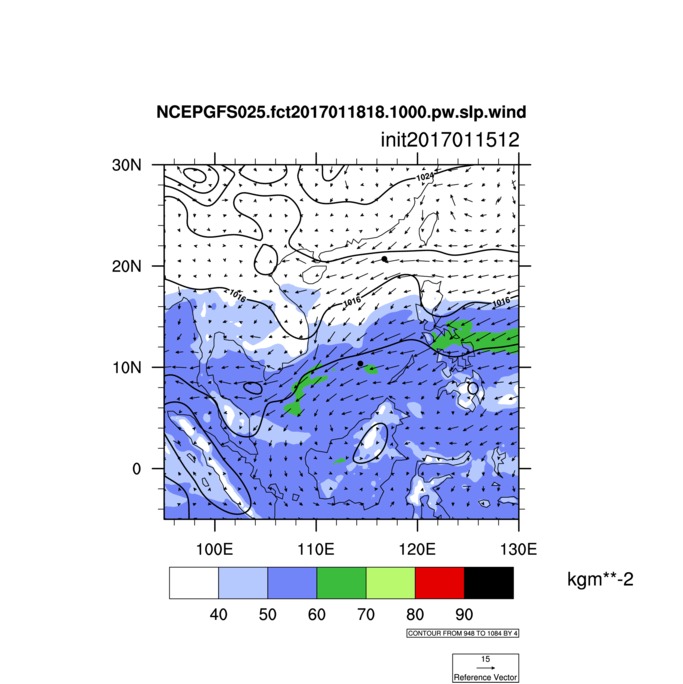 NCEPGFS025.fct2017011818.1000.pw.slp.wind
init2017011512
30N
1024
20N
1016
1016
1016
10N
0
100E 110E 120E 130E
kgm**-2
40 50 60 70 80 90
CONTOUR FROM 948 TO 1084 BY 4
15
Reference Vector